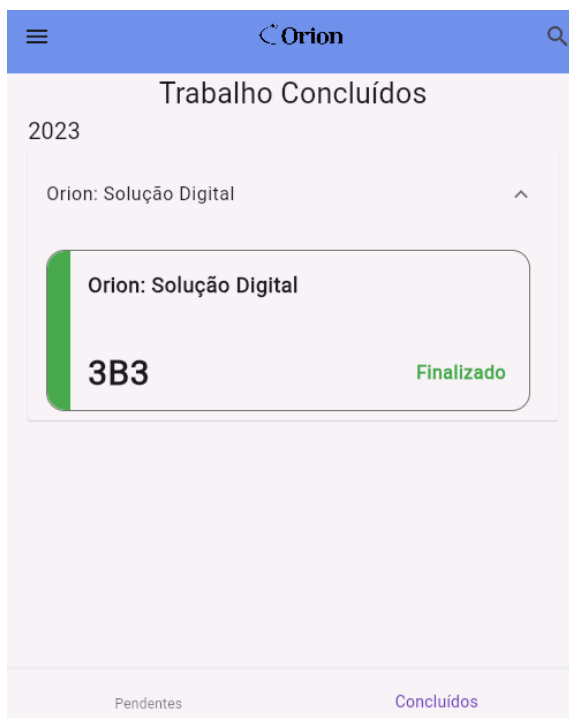 Orion
Trabalho Concluídos
2023
Orion: Solução Digital
Orion: Solução Digital
3B3 Finalizado
Pendentes Concluídos